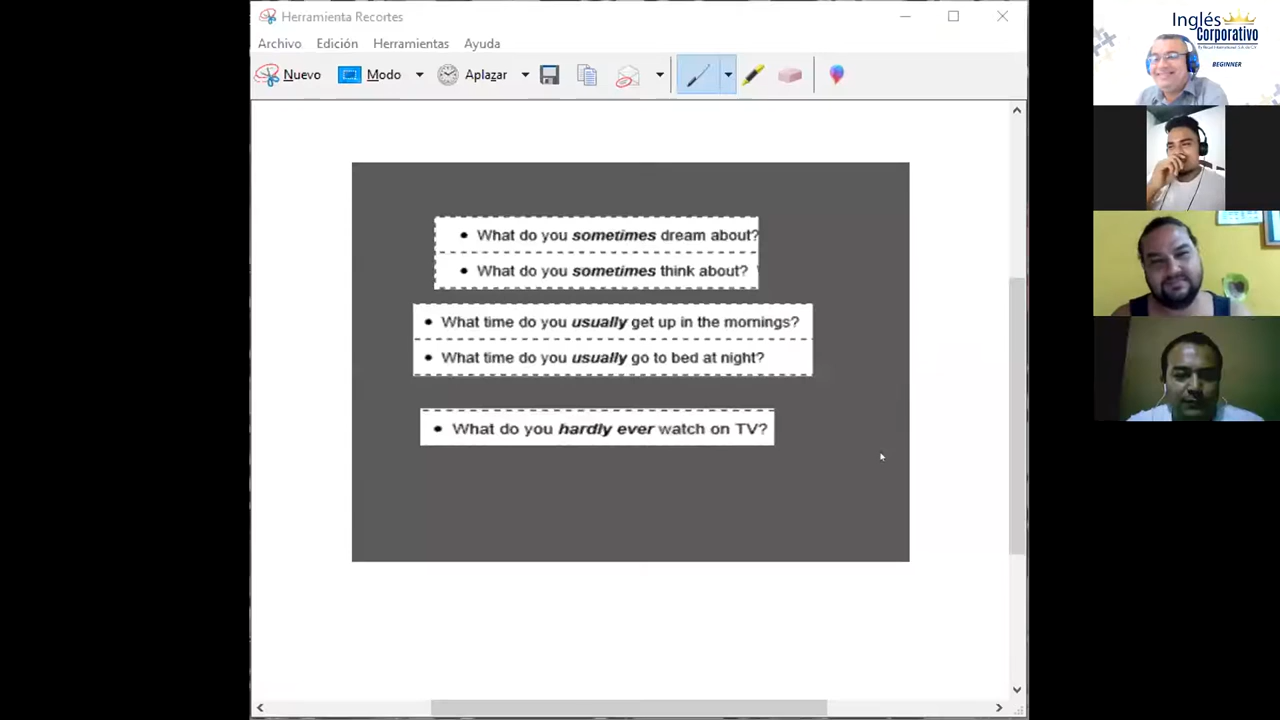 Herramienta Recortes
Archivo Edición Herramientas Ayuda
Nuevo Modo Aplazar
• What do you sometimes dream about?
• What do you sometimes think about?
• What time do you usually get up in the mornings?
• What time do you usually go to bed at night?
• What do you hardly ever watch on TV?
Inglés
Corporativo
BEGINNER